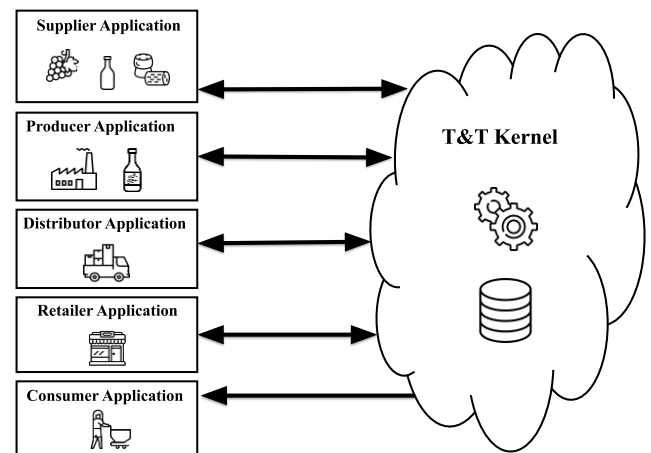 Supplier Application
Producer Application
T&T Kernel
Distributor Application
Retailer Application
Consumer Application